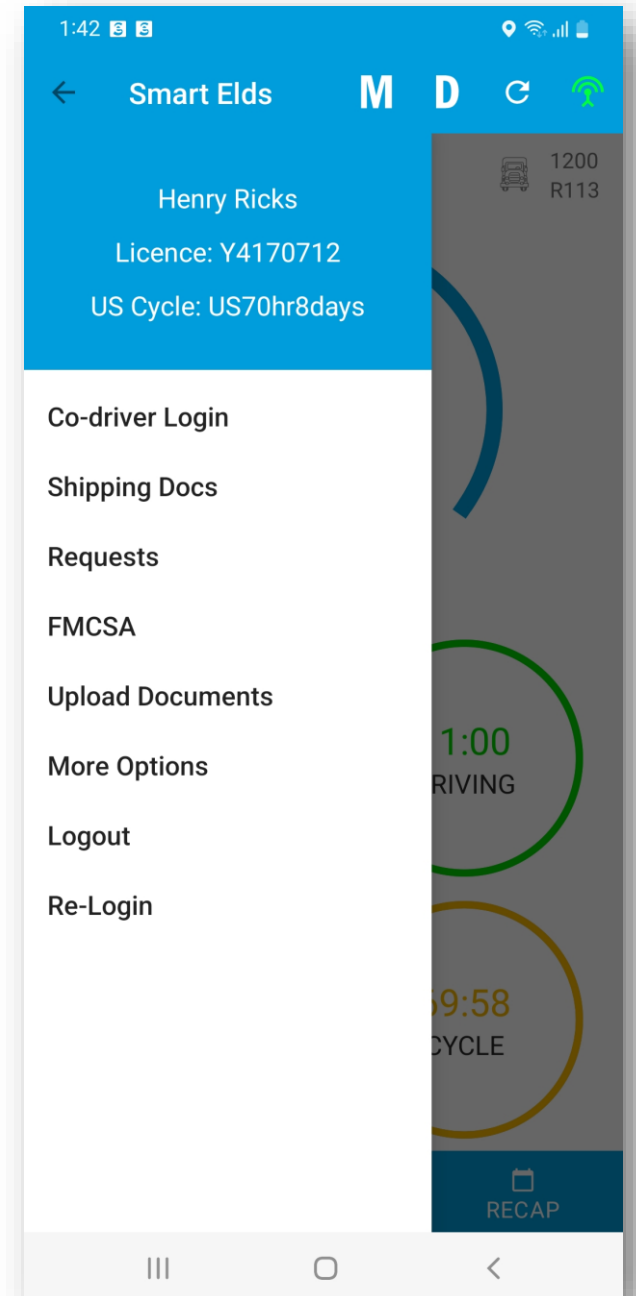 1:42
Smart Elds M D
1200
R113
Henry Ricks
Licence: Y4170712
US Cycle: US70hr8days
Co-driver Login
Shipping Docs
Requests
FMCSA
Upload Documents
More Options
Logout
Re-Login
1:00
RIVING
9:58
CYCLE
RECAP